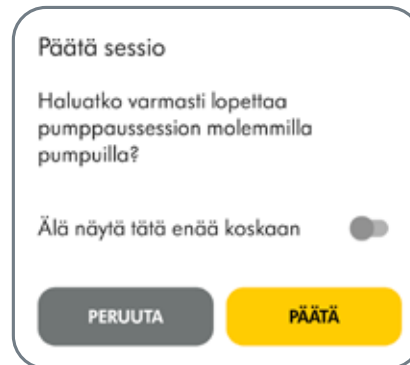 Päätä sessio
Haluatko varmasti lopettaa
pumppaussession molemmilla
pumpuilla?
Älä näytä tätä enää koskaan
PERUUTA
PÄÄTÄ